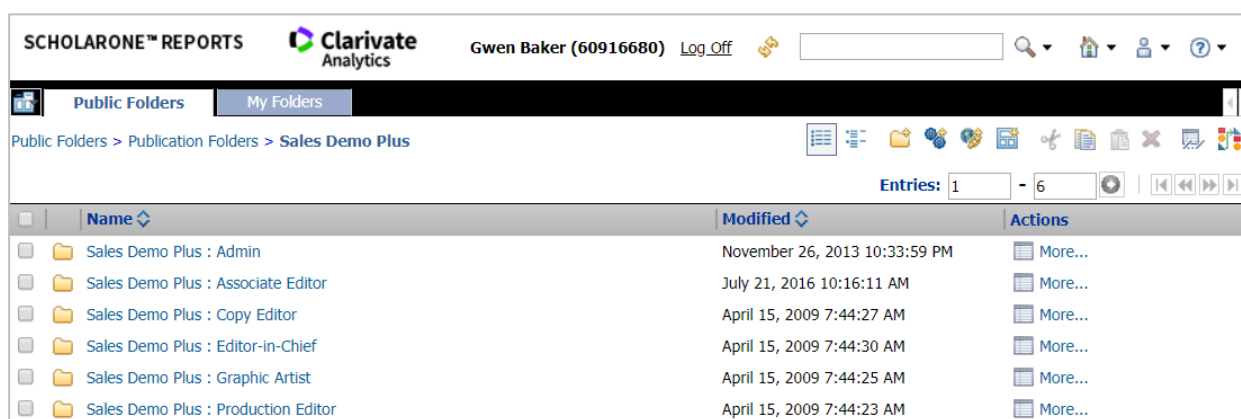 SCHOLARONE™ REPORTS Clarivate Analytics Gwen Baker (60916680) Log Off
Public Folders My Folders
Public Folders > Publication Folders > Sales Demo Plus
Entries: 1 - 6
Name Modified Actions
Sales Demo Plus : Admin November 26, 2013 10:33:59 PM More...
Sales Demo Plus : Associate Editor July 21, 2016 10:16:11 AM More...
Sales Demo Plus : Copy Editor April 15, 2009 7:44:27 AM More...
Sales Demo Plus : Editor-in-Chief April 15, 2009 7:44:30 AM More...
Sales Demo Plus : Graphic Artist April 15, 2009 7:44:25 AM More...
Sales Demo Plus : Production Editor April 15, 2009 7:44:23 AM More...